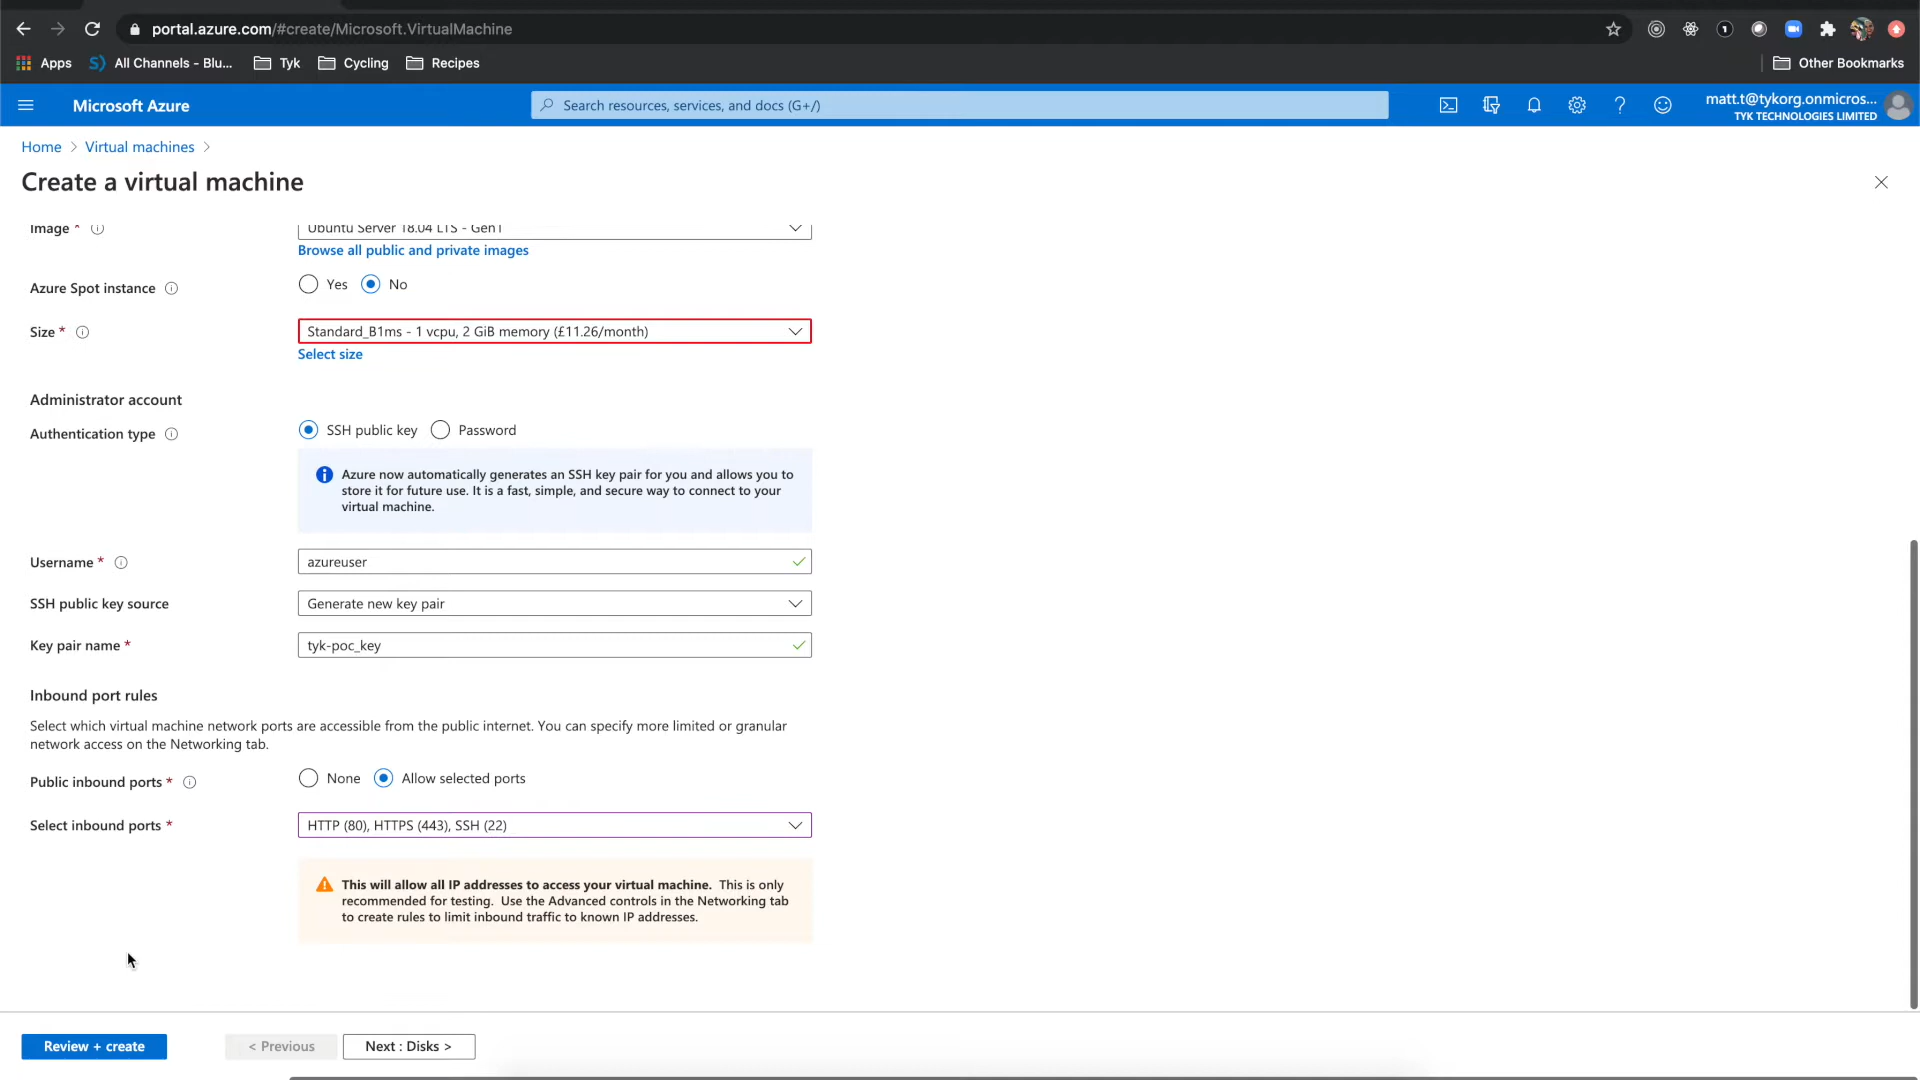 portal.azure.com/#create/Microsoft.VirtualMachine
Apps
All Channels - Blu...
Tyk
Cycling
Recipes
Other Bookmarks
Microsoft Azure
Search resources, services, and docs (G+/)
matt.t@tykorg.onmicros...
TYK TECHNOLOGIES LIMITED
Home > Virtual machines >
Create a virtual machine
Image *
Ubuntu Server 18.04 LTS - Gen1
Browse all public and private images
Azure Spot instance
Yes
No
Size *
Standard_B1ms - 1 vcpu, 2 GiB memory (£11.26/month)
Select size
Administrator account
Authentication type
SSH public key
Password
Azure now automatically generates an SSH key pair for you and allows you to
store it for future use. It is a fast, simple, and secure way to connect to your
virtual machine.
Username *
azureuser
SSH public key source
Generate new key pair
Key pair name *
tyk-poc_key
Inbound port rules
Select which virtual machine network ports are accessible from the public internet. You can specify more limited or granular
network access on the Networking tab.
Public inbound ports *
None
Allow selected ports
Select inbound ports *
HTTP (80), HTTPS (443), SSH (22)
This will allow all IP addresses to access your virtual machine. This is only
recommended for testing. Use the Advanced controls in the Networking tab
to create rules to limit inbound traffic to known IP addresses.
Review + create
< Previous
Next : Disks >